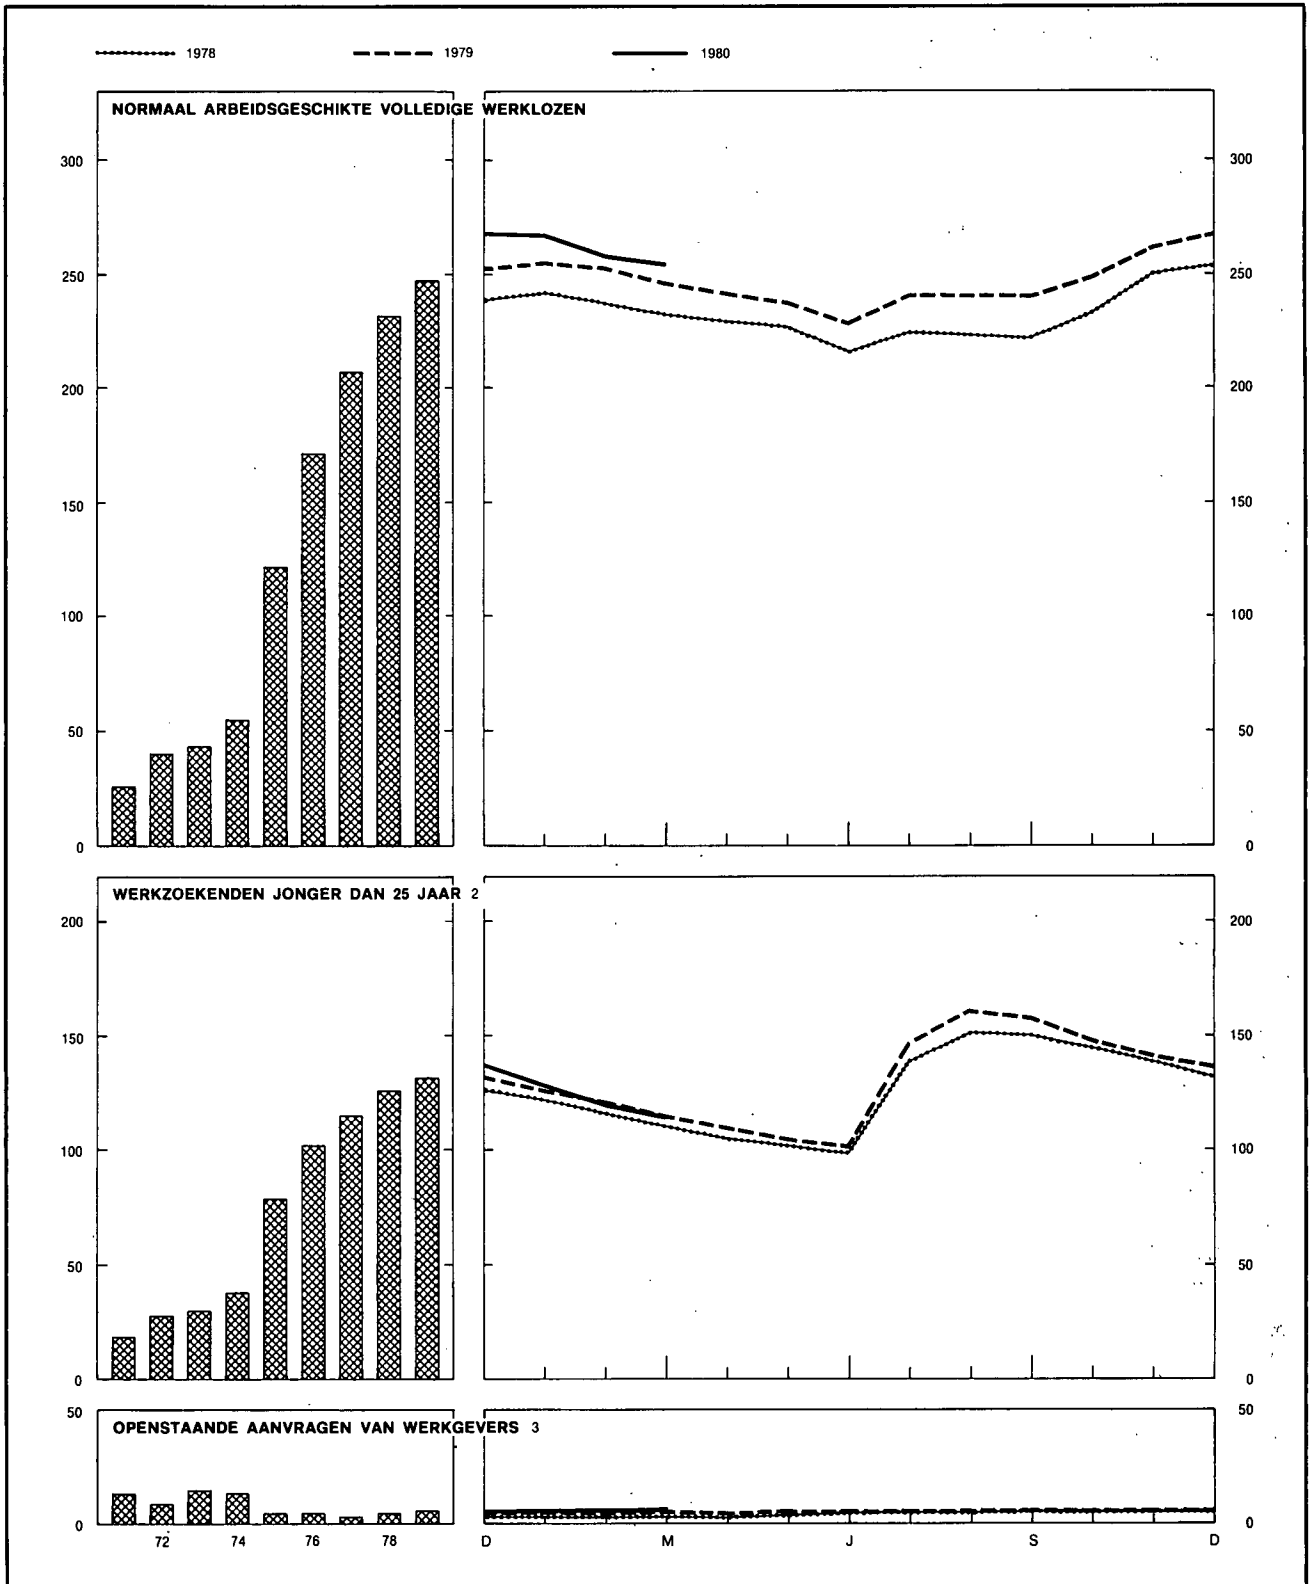 1978 1979 1980
NORMAAL ARBEIDSGESCHIKTE VOLLEDIGE WERKLOZEN
300 300
250 250
200 200
150 150
100 100
50 50
0 0
WERKZOEKENDEN JONGER DAN 25 JAAR 2
200 200
150 150
100 100
50 50
0 0
50 50
OPENSTAANDE AANVRAGEN VAN WERKGEVERS 3
0 0
72 74 76 78 D M J S D